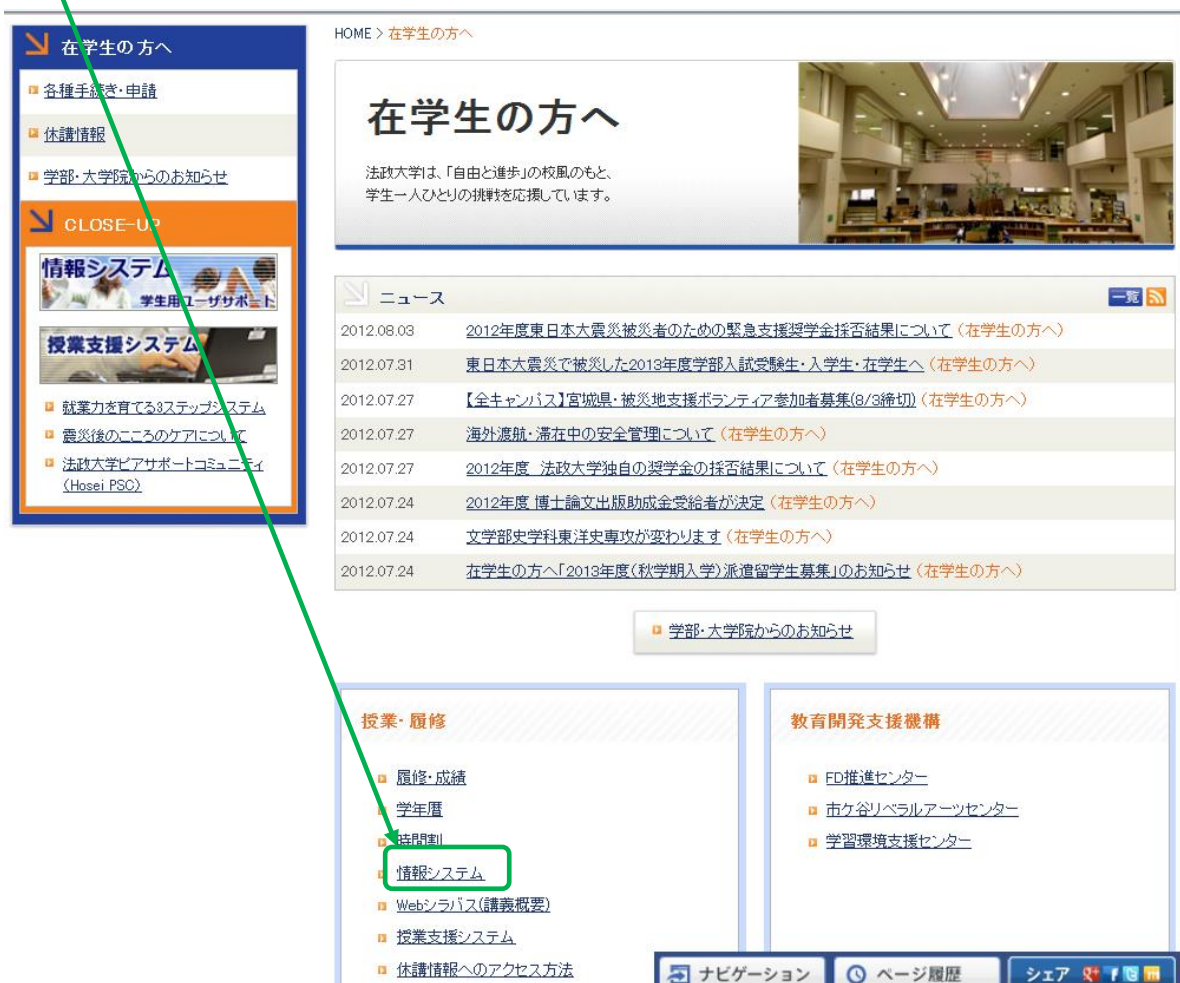 在学生の方へ
各種手続き・申請
休講情報
学部・大学院からのお知らせ
CLOSE-UP
情報システム
学生用ユーザサポート
授業支援システム
就業力を育てる3ステップシステム
震災後のこころのケアについて
法政大学ピアサポートコミュニティ
(Hosei PSC)
HOME > 在学生の方へ
在学生の方へ
法政大学は、「自由と進歩」の校風のもと、
学生一人ひとりの挑戦を応援しています。
ニュース 一覧
2012.08.03 2012年度東日本大震災被災者のための緊急支援奨学金採否結果について (在学生の方へ)
2012.07.31 東日本大震災で被災した2013年度学部入試受験生・入学生・在学生へ (在学生の方へ)
2012.07.27 【全キャンパス】宮城県・被災地支援ボランティア参加者募集(8/3締切) (在学生の方へ)
2012.07.27 海外渡航・滞在中の安全管理について (在学生の方へ)
2012.07.27 2012年度 法政大学独自の奨学金の採否結果について (在学生の方へ)
2012.07.24 2012年度 博士論文出版助成金受給者が決定 (在学生の方へ)
2012.07.24 文学部史学科東洋史専攻が変わります (在学生の方へ)
2012.07.24 在学生の方へ「2013年度(秋学期入学)派遣留学生募集」のお知らせ (在学生の方へ)
学部・大学院からのお知らせ
授業・履修
履修・成績
学年暦
時間割
情報システム
Webシラバス(講義概要)
授業支援システム
休講情報へのアクセス方法
教育開発支援機構
FD推進センター
市ケ谷リベラルアーツセンター
学習環境支援センター
ナビゲーション
ページ履歴
シェア